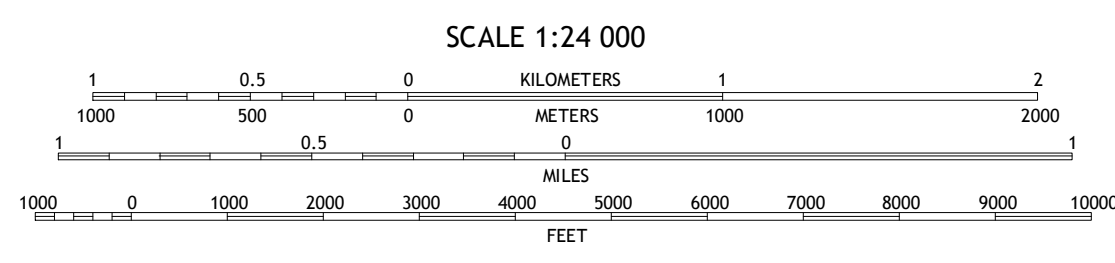 SCALE 1:24 000
1 0.5 0 KILOMETERS 1 2
1000 500 0 METERS 1000 2000
1 0.5 0 1
MILES
1000 0 1000 2000 3000 4000 5000 6000 7000 8000 9000 10000
FEET